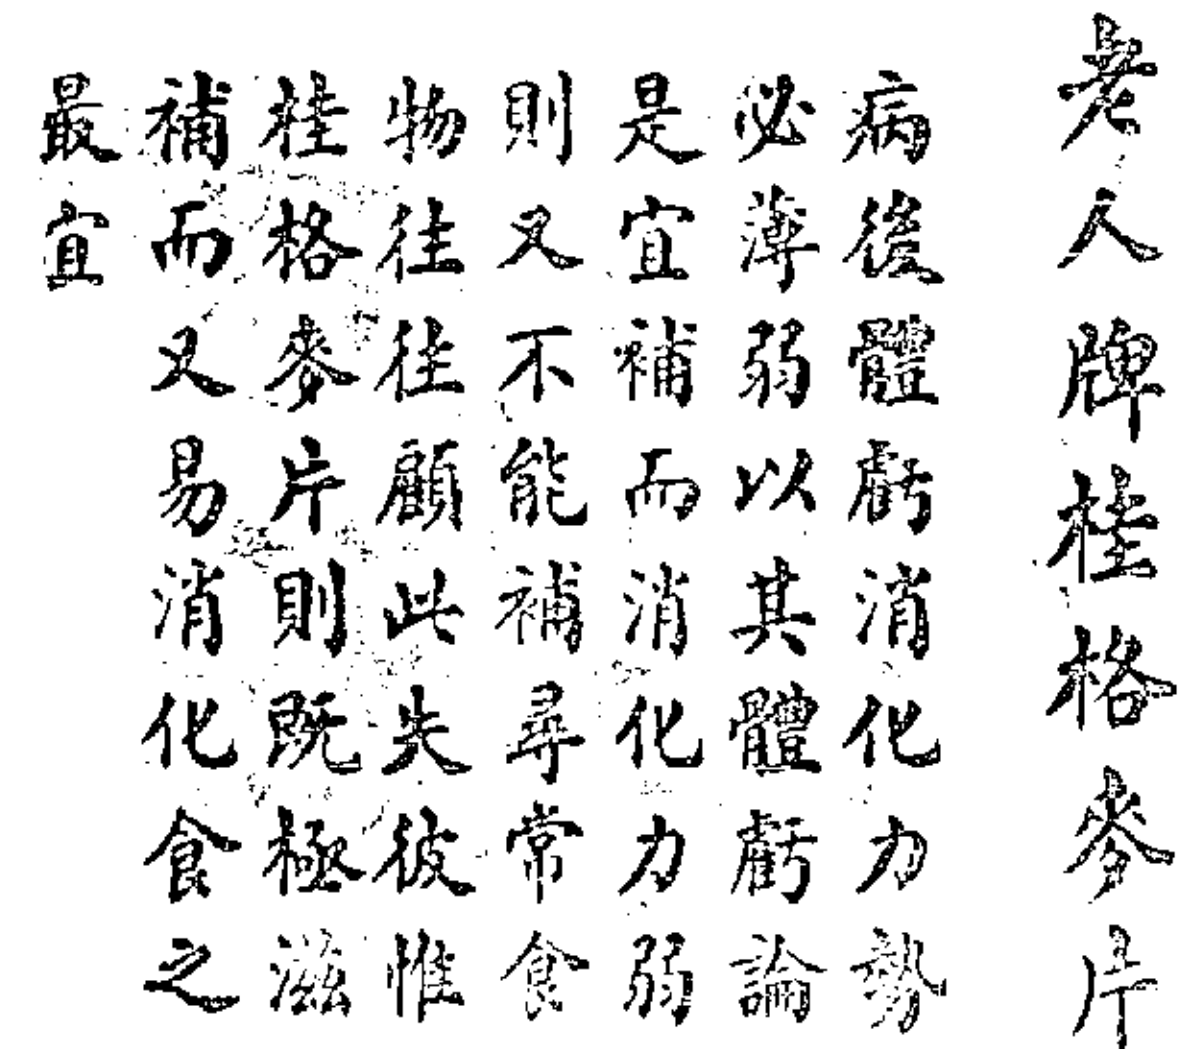 老人牌桂格麥片
病後體虧消化力勢
必薄弱以其體虧論
是宜補而消化力弱
則又不能補尋常食
物往往顧此失彼惟
桂格麥片則既極滋
補而又易消化食之
最宜